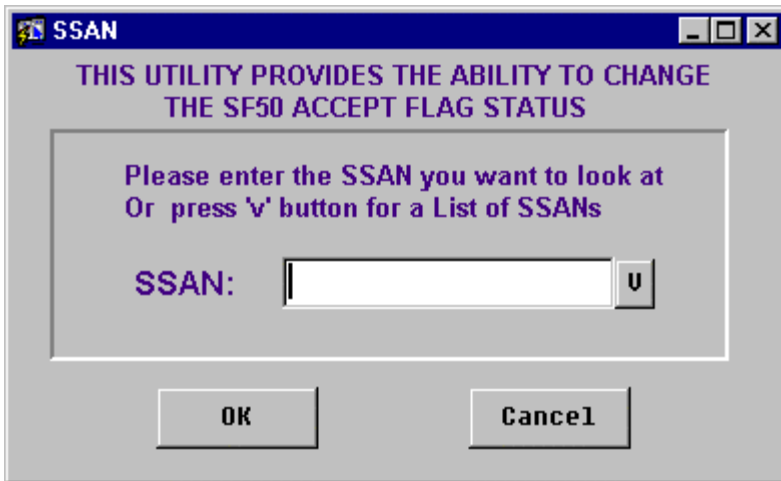 SSAN
THIS UTILITY PROVIDES THE ABILITY TO CHANGE
THE SF50 ACCEPT FLAG STATUS
Please enter the SSAN you want to look at
Or press 'v' button for a List of SSANs
SSAN:
V
OK
Cancel